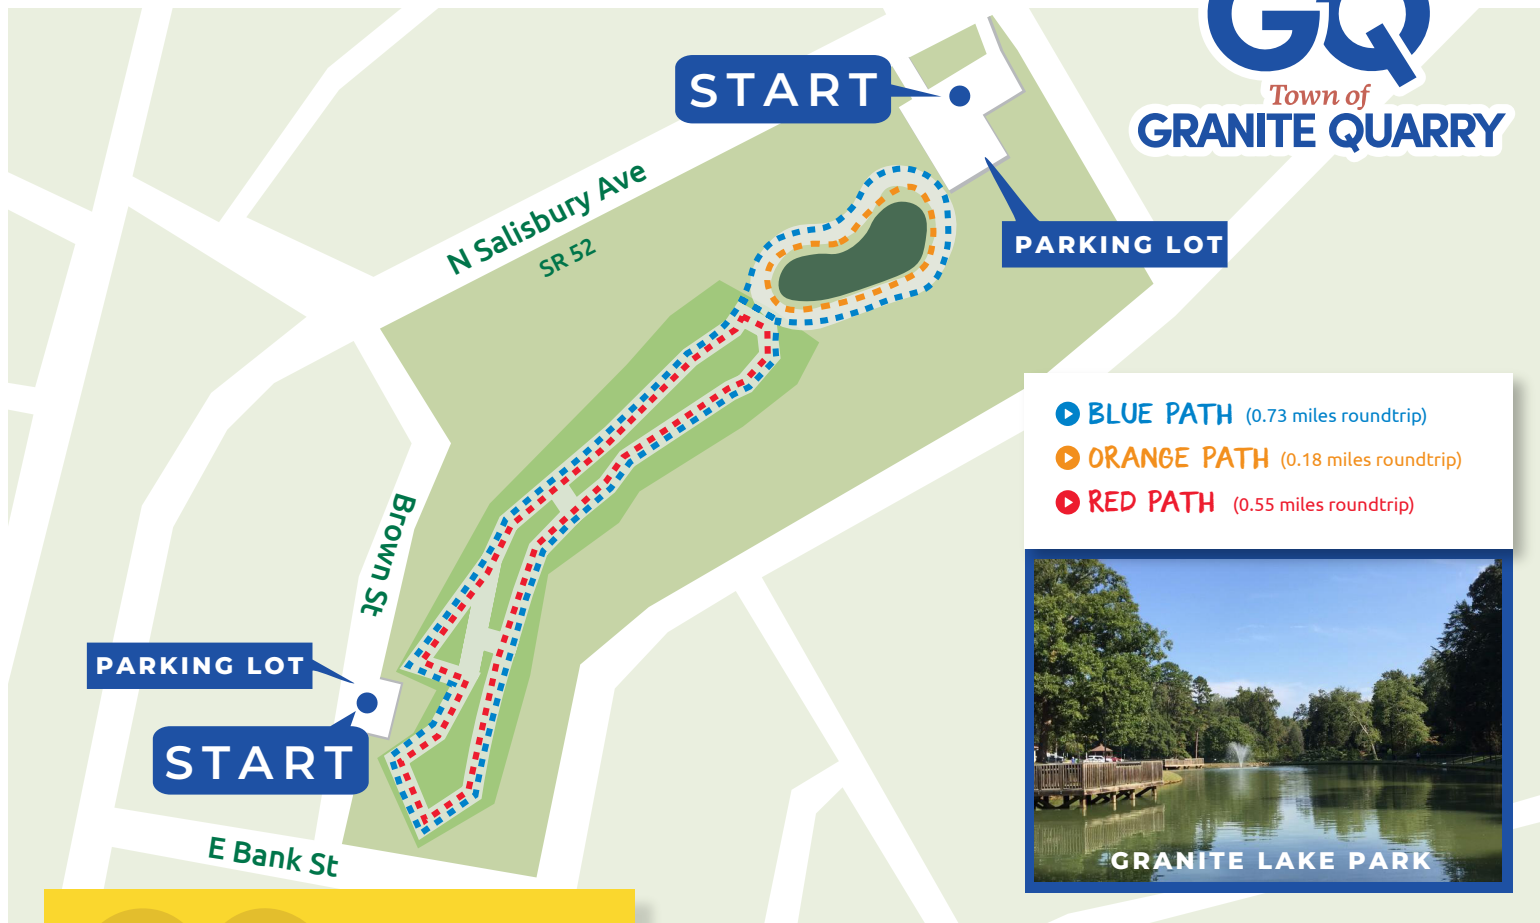 GQ
Town of
GRANITE QUARRY
START
PARKING LOT
N Salisbury Ave
SR 52
BLUE PATH (0.73 miles roundtrip)
ORANGE PATH (0.18 miles roundtrip)
RED PATH (0.55 miles roundtrip)
Brown St
PARKING LOT
START
E Bank St
GRANITE LAKE PARK